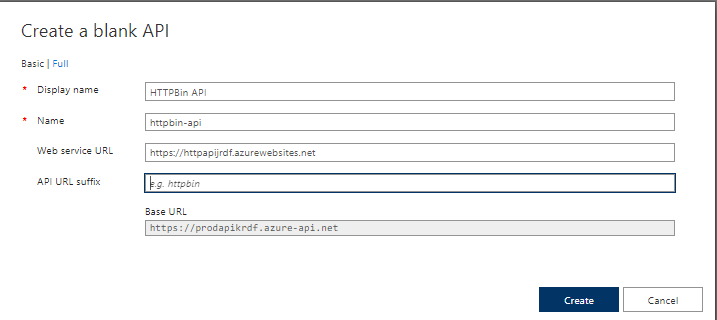 Create a blank API
Basic | Full
* Display name HTTPBin API
* Name httpbin-api
Web service URL https://httpapijrdf.azurewebsites.net
API URL suffix e.g. httpbin
Base URL
https://prodapikrdf.azure-api.net
Create Cancel